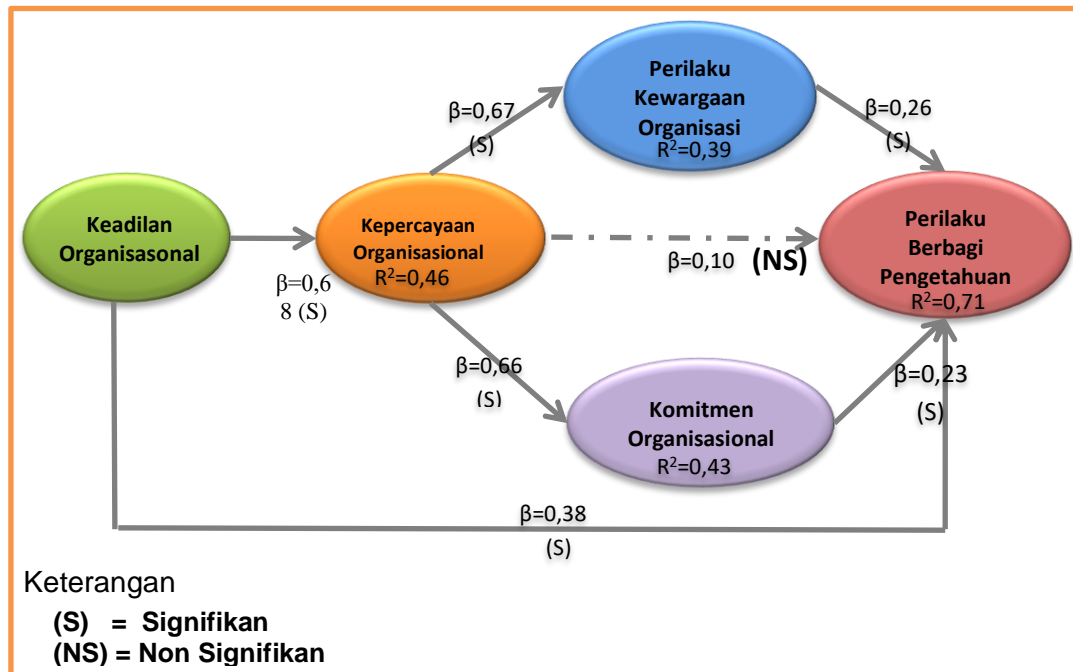 Perilaku
Kewargaan
Organisasi
R²=0,39
β=0,67
(S)
β=0,26
(S)
Keadilan
Organisasonal
β=0,6
8 (S)
Kepercayaan
Organisasional
R²=0,46
β=0,10 (NS)
Perilaku
Berbagi
Pengetahuan
R²=0,71
β=0,66
(S)
Komitmen
Organisasional
R²=0,43
β=0,23
(S)
β=0,38
(S)
Keterangan
(S) = Signifikan
(NS) = Non Signifikan